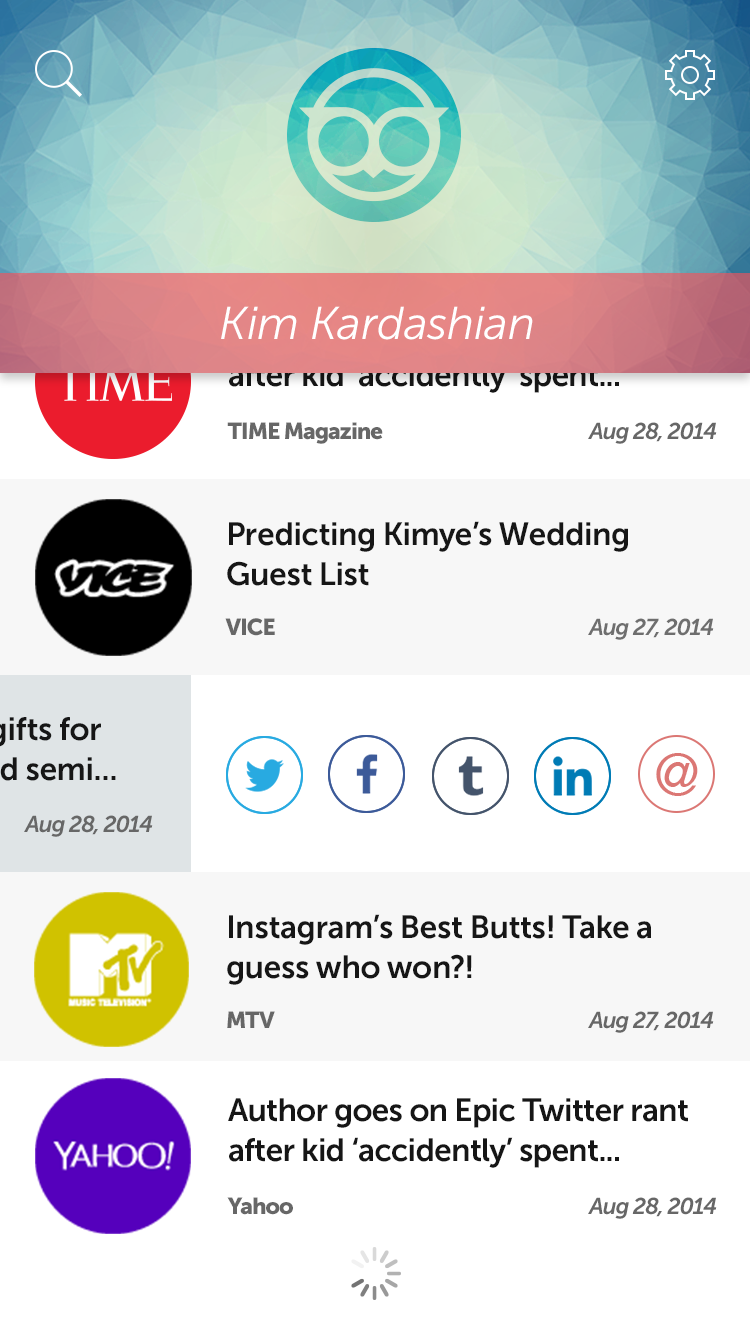 Kim Kardashian
TIME
after kid ‘accidently’ spent...
TIME Magazine
Aug 28, 2014
VICE
Predicting Kimye’s Wedding
Guest List
VICE
Aug 27, 2014
gifts for
d semi...
Aug 28, 2014
f
t
in
@
MTV
MUSIC TELEVISION®
Instagram’s Best Butts! Take a
guess who won?!
MTV
Aug 27, 2014
YAHOO!
Author goes on Epic Twitter rant
after kid ‘accidently’ spent...
Yahoo
Aug 28, 2014